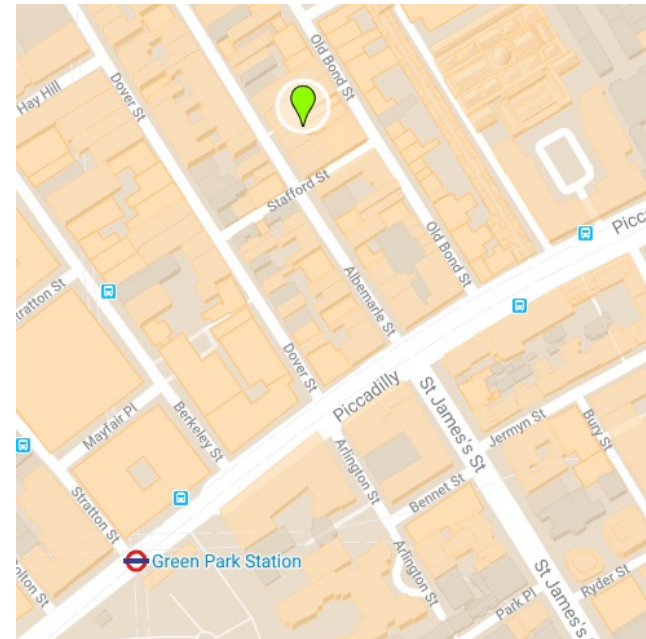 Old Bond St
Dover St
Hay Hill
Stafford St
Old Bond St
Albemarle St
Stratton St
Dover St
Piccadilly
St James's St
Mayfair Pl
Berkeley St
Jermyn St
Bury St
Arlington St
Bennet St
Stratton St
Green Park Station
Arlington St
St James's St
Ryder St
Park Pl